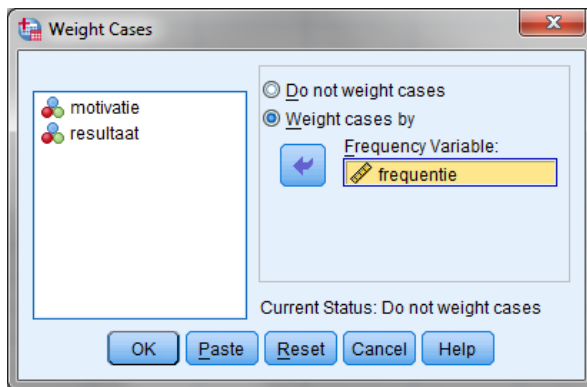 Weight Cases
motivatie
resultaat
Do not weight cases
Weight cases by
Frequency Variable:
frequentie
Current Status: Do not weight cases
OK Paste Reset Cancel Help